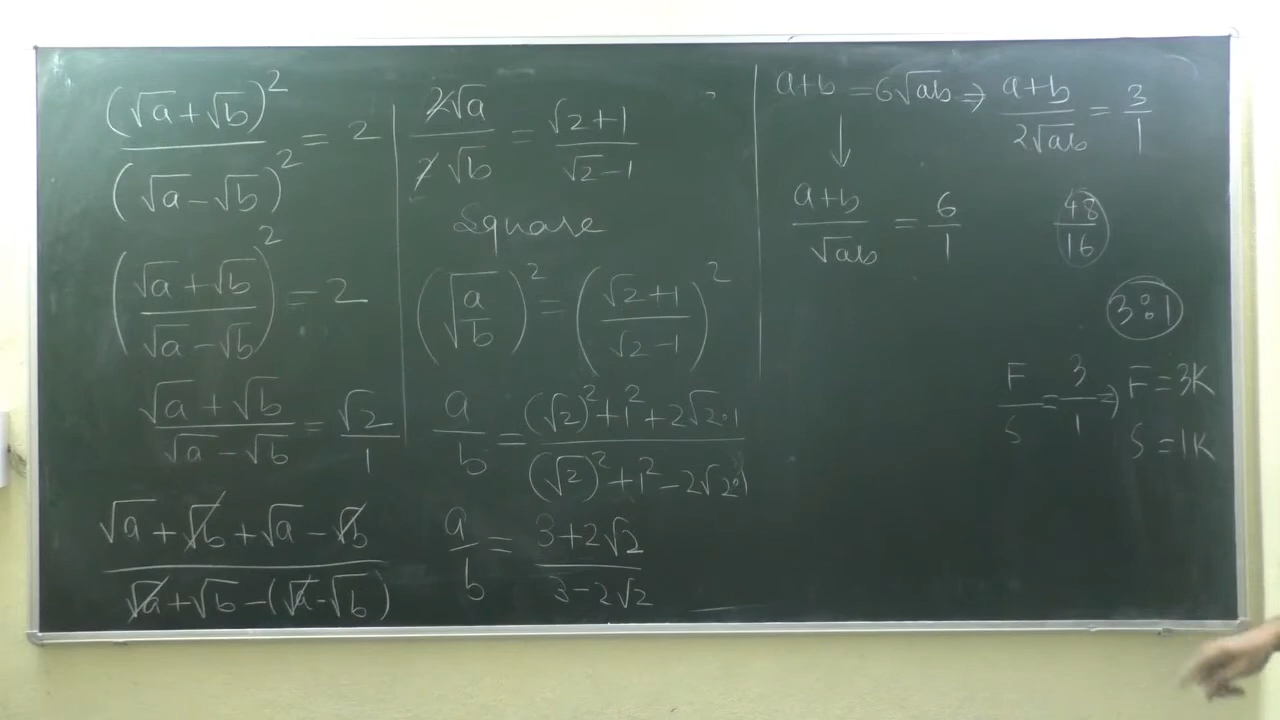 (√a+√b)² / (√a-√b)² = 2
((√a+√b) / (√a-√b))² = 2
(√a+√b) / (√a-√b) = √2 / 1
(√a+√b+√a-√b) / (√a+√b-(√a-√b))
2√a / 2√b = (√2+1) / (√2-1)
Square
(√(a/b))² = ((√2+1) / (√2-1))²
a/b = ((√2)²+1²+2√2·1) / ((√2)²+1²-2√2·1)
a/b = (3+2√2) / (3-2√2)
a+b = 6√ab ⇒ (a+b) / 2√ab = 3/1
↓
(a+b) / √ab = 6/1
48/16
3:1
F/S = 3/1 ⇒ F=3K
S=1K